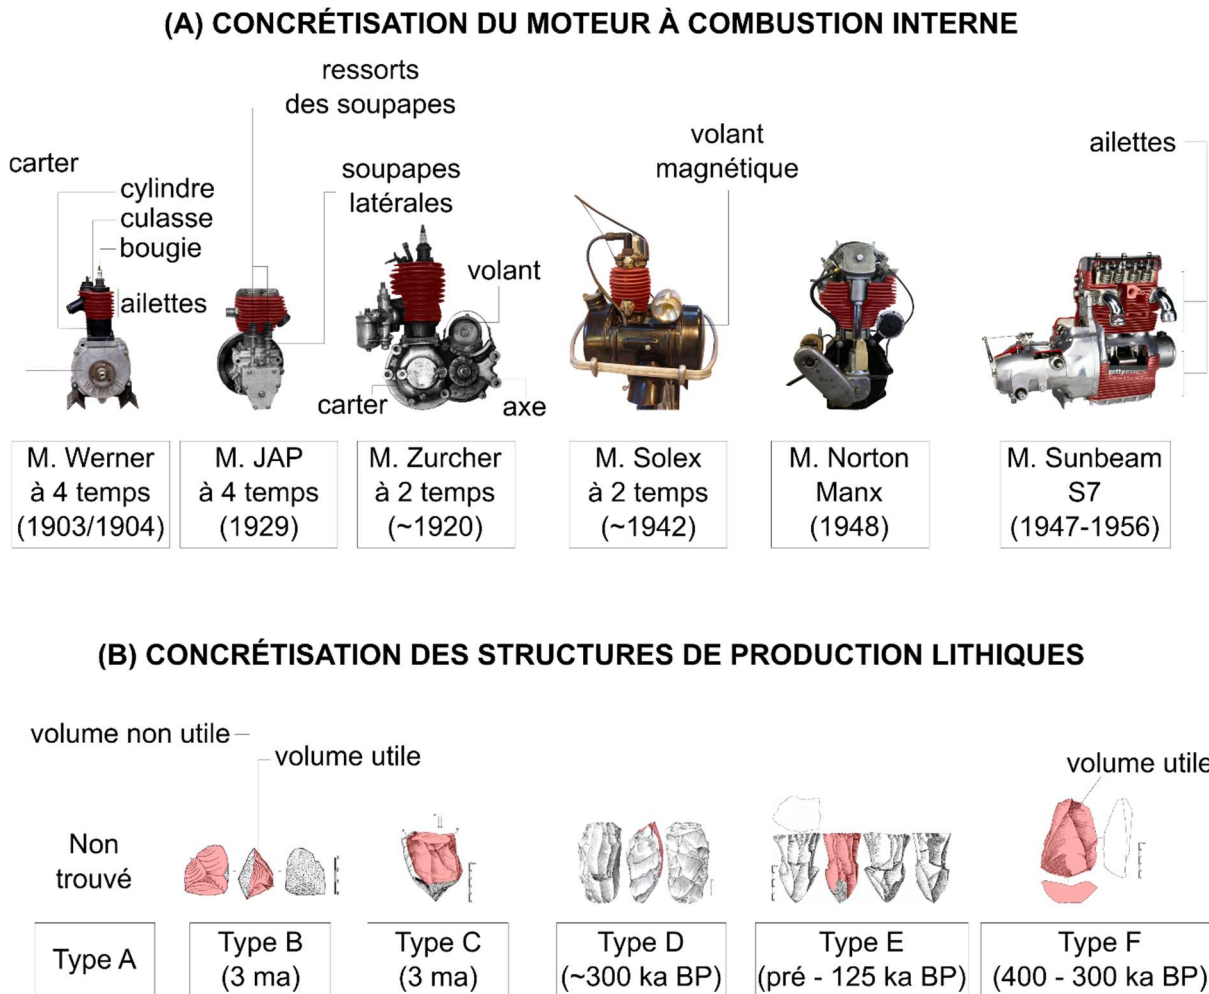 (A) CONCRÉTISATION DU MOTEUR À COMBUSTION INTERNE
ressorts
des soupapes
carter
cylindre
culasse
bougie
ailettes
soupapes
latérales
volant
carter
axe
volant
magnétique
ailettes
gettyimages
M. Werner
à 4 temps
(1903/1904)
M. JAP
à 4 temps
(1929)
M. Zurcher
à 2 temps
(~1920)
M. Solex
à 2 temps
(~1942)
M. Norton
Manx
(1948)
M. Sunbeam
S7
(1947-1956)
(B) CONCRÉTISATION DES STRUCTURES DE PRODUCTION LITHIQUES
volume non utile
volume utile
volume utile
Non
trouvé
Type A
Type B
(3 ma)
Type C
(3 ma)
Type D
(~300 ka BP)
Type E
(pré - 125 ka BP)
Type F
(400 - 300 ka BP)